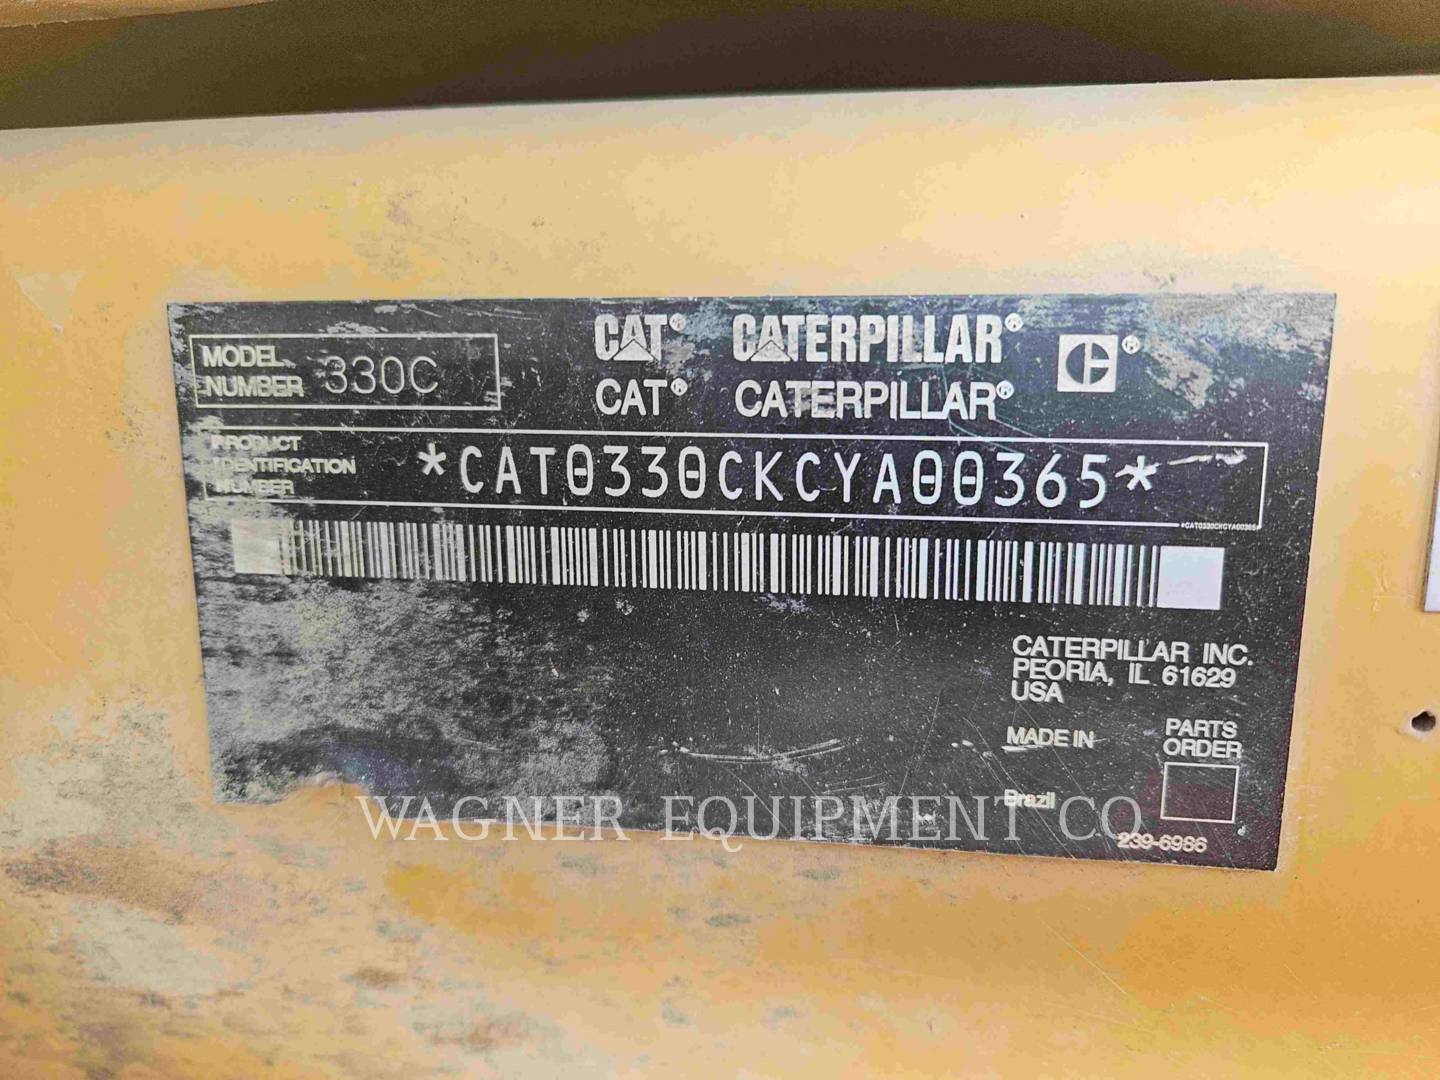 MODEL
NUMBER 330C
CAT® CATERPILLAR® ®
CAT® CATERPILLAR®
PRODUCT
IDENTIFICATION
NUMBER
*CAT0330CKCYA00365*
*CAT0330CKCYA00365*
CATERPILLAR INC.
PEORIA, IL 61629
USA
MADE IN
Brazil
PARTS
ORDER
239-6986
WAGNER EQUIPMENT CO